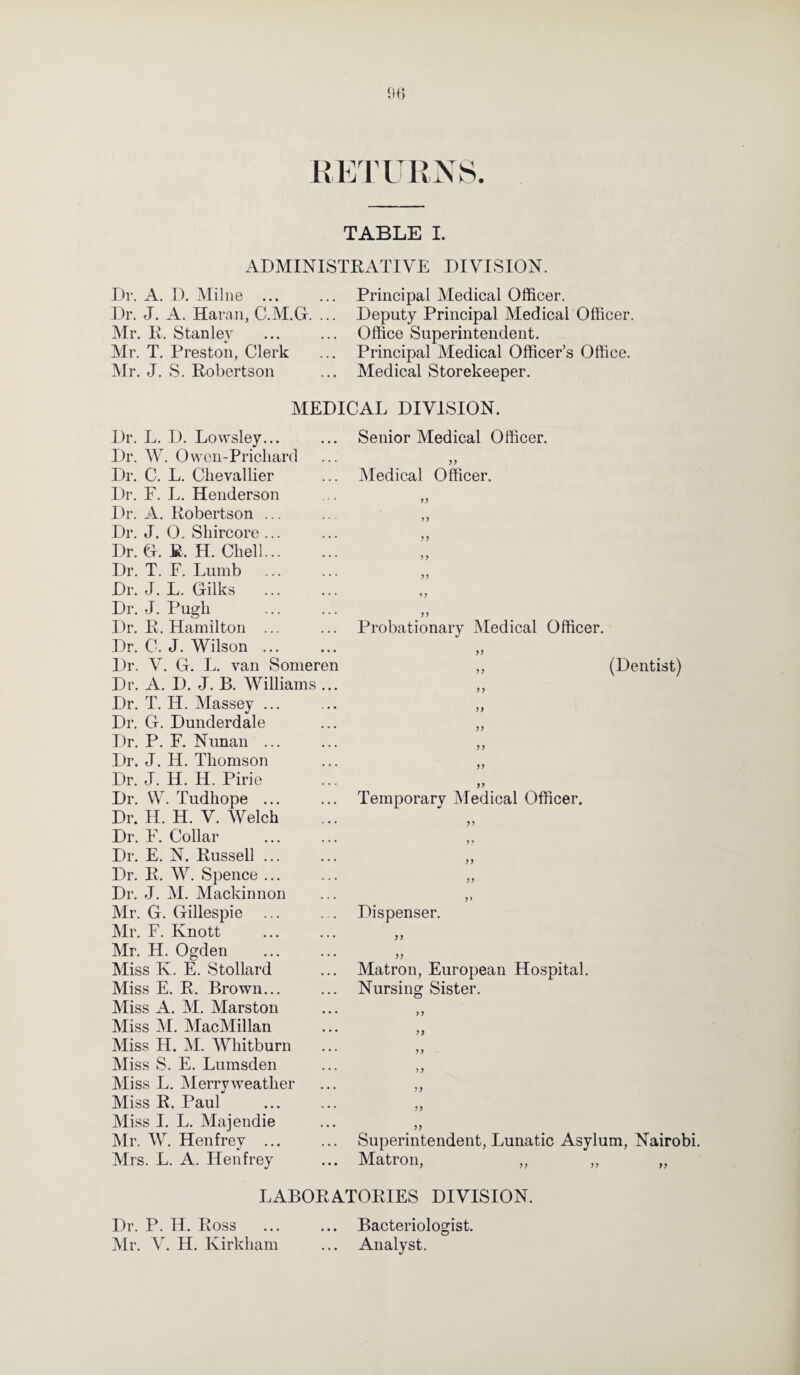 96
RETURNS.
TABLE I.
ADMINISTRATIVE DIVISION.
Dr. A. D. Milne ... ... Principal Medical Officer.
Dr. J. A. Haran, C.M.G. ... Deputy Principal Medical Officer.
Mr. R. Stanley ... ... Office Superintendent.
Mr. T. Preston, Clerk ... Principal Medical Officer's Office.
Mr. J. S. Robertson ... Medical Storekeeper.
MEDICAL DIVISION.
Dr. L. D. Lowsley... ... Senior Medical Officer.
Dr. W. Owen-Prichard ... „
Dr. C. L. Chevallier ... Medical Officer.
Dr. F. L. Henderson ... „
Dr. A. Robertson ... ... „
Dr. J. O. Shircore ... ... „
Dr. G. R. H. Chell... ... „
Dr. T. F. Lumb ... ... „
Dr. J. L. Gilks ... ... „
Dr. J. Pugh ... ... „
Dr. R. Hamilton ... ... Probationary Medical Officer.
Dr. C. J. Wilson ... ... „
Dr. V. G. L. van Someren „ (Dentist)
Dr. A. D. J. B. Williams ... „
Dr. T. H. Massey ... ... „
Dr. G. Dunderdale ... „
Dr. P. F. Nunan ... ... „
Dr. J. H. Thomson ... „
Dr. J. H. H. Pirie ... „
Dr. W. Tudhope ... ... Temporary Medical Officer.
Dr. H. H. V. Welch ... „
Dr. F. Collar ... ... „
Dr. E. N. Russell ... ... „
Dr. R. W. Spence ... ... „
Dr. J. M. Mackinnon ... „
Mr. G. Gillespie ... ... Dispenser.
Mr. F. Knott ... ... „
Mr. H. Ogden ... ... „
Miss K. E. Stollard ... Matron, European Hospital.
Miss E. R. Brown... ... Nursing Sister.
Miss A. M. Marston ... „
Miss M. MacMillan ... „
Miss H. M. Whitburn ... „
Miss S. E. Lumsden ... „
Miss L. Merryweather ... „
Miss R. Paul ... ... „
Miss I. L. Majendie ... „
Mr. W. Henfrey ... ... Superintendent, Lunatic Asylum, Nairobi.
Mrs. L. A. Henfrey ... Matron, „ „ „
LABORATORIES DIVISION.
Dr. P. H. Ross ... ... Bacteriologist.
Mr. V. H. Kirkham ... Analyst.